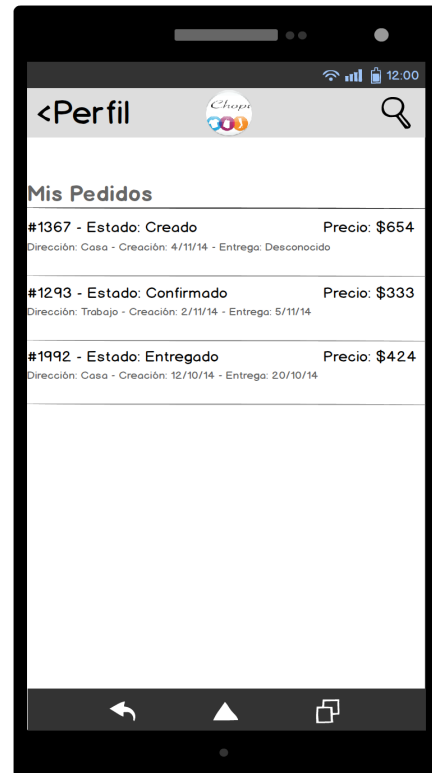 12:00
<Perfil
Chopi
Mis Pedidos
#1367 - Estado: Creado Precio: $654
Dirección: Casa - Creación: 4/11/14 - Entrega: Desconocido
#1293 - Estado: Confirmado Precio: $333
Dirección: Trabajo - Creación: 2/11/14 - Entrega: 5/11/14
#1992 - Estado: Entregado Precio: $424
Dirección: Casa - Creación: 12/10/14 - Entrega: 20/10/14